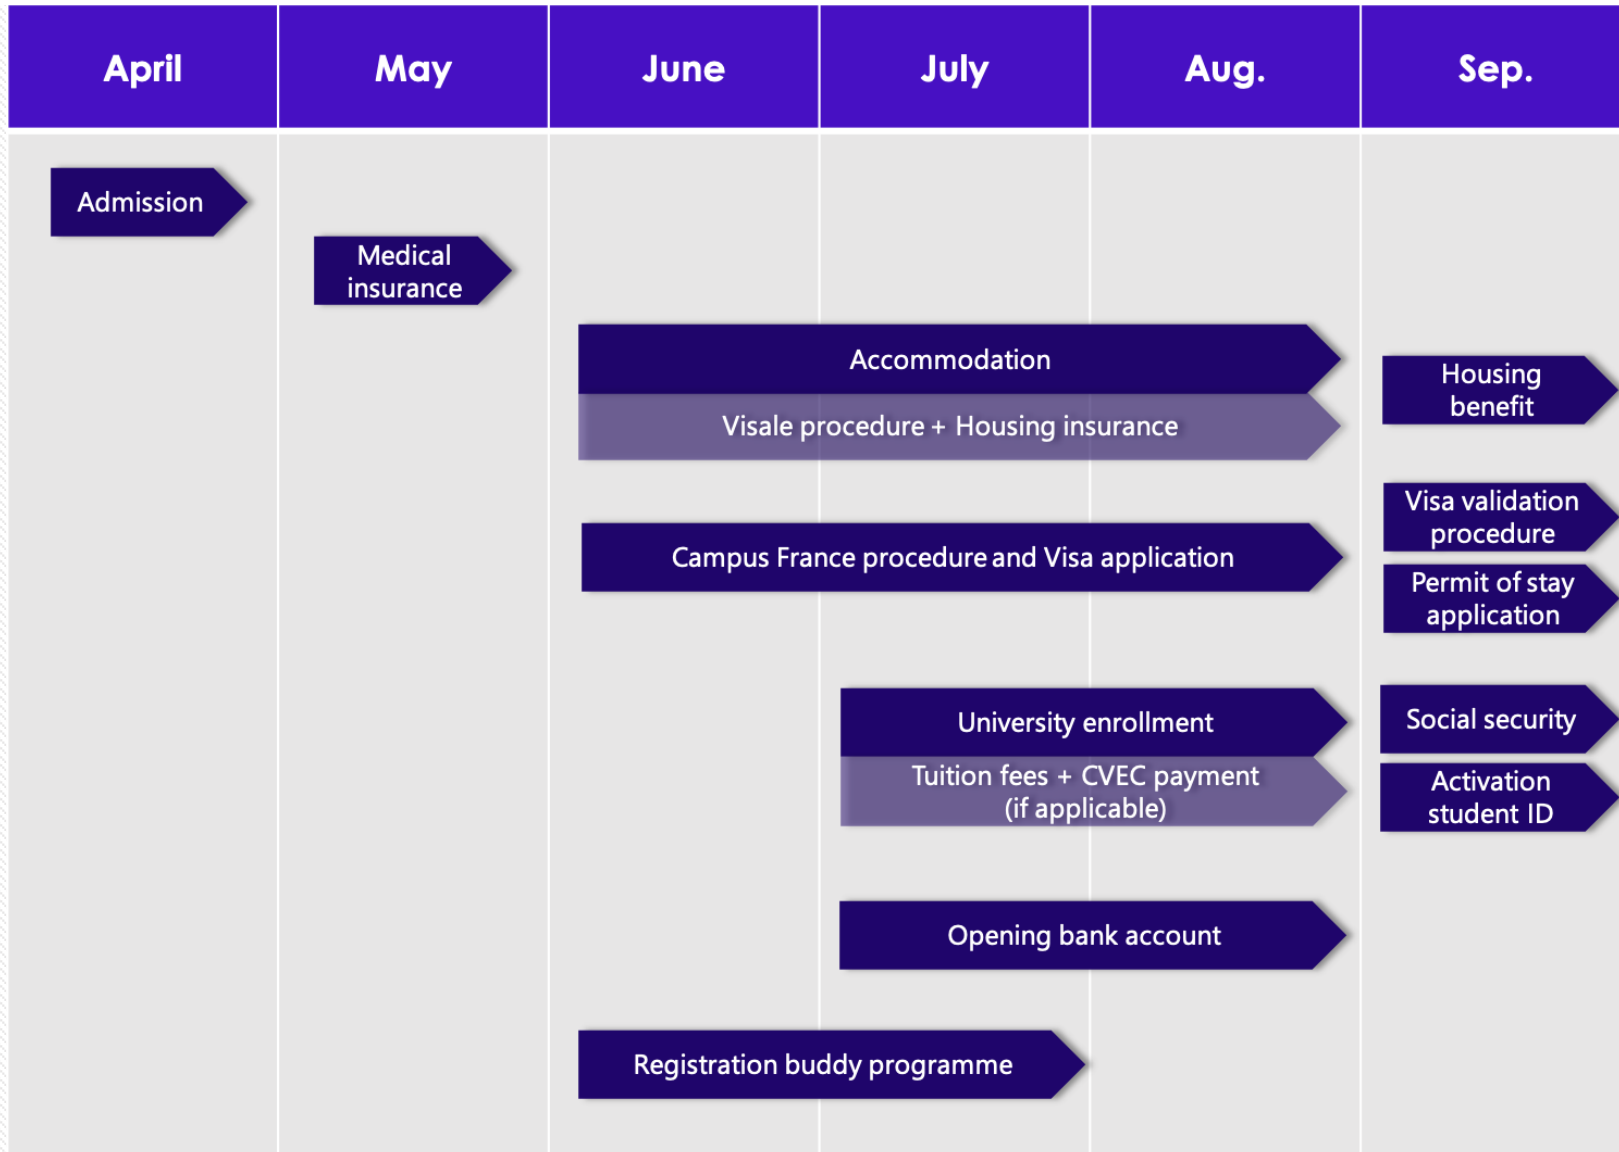 April
May
June
July
Aug.
Sep.
Admission
Medical
insurance
Accommodation
Visale procedure + Housing insurance
Housing
benefit
Campus France procedure and Visa application
Visa validation
procedure
Permit of stay
application
University enrollment
Tuition fees + CVEC payment
(if applicable)
Social security
Activation
student ID
Opening bank account
Registration buddy programme